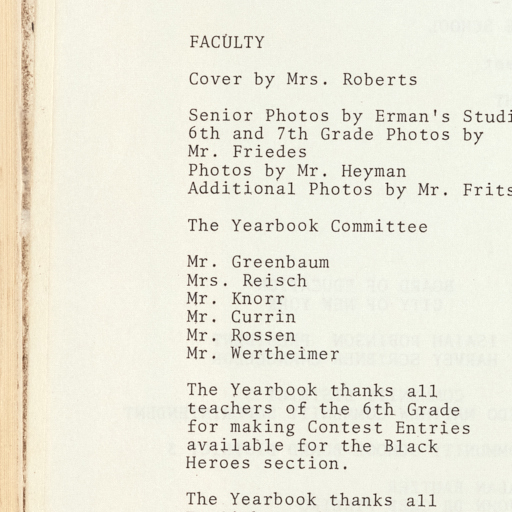 FACULTY
Cover by Mrs. Roberts
Senior Photos by Erman's Studi
6th and 7th Grade Photos by
Mr. Friedes
Photos by Mr. Heyman
Additional Photos by Mr. Frits
The Yearbook Committee
Mr. Greenbaum
Mrs. Reisch
Mr. Knorr
Mr. Currin
Mr. Rossen
Mr. Wertheimer
The Yearbook thanks all
teachers of the 6th Grade
for making Contest Entries
available for the Black
Heroes section.
The Yearbook thanks all